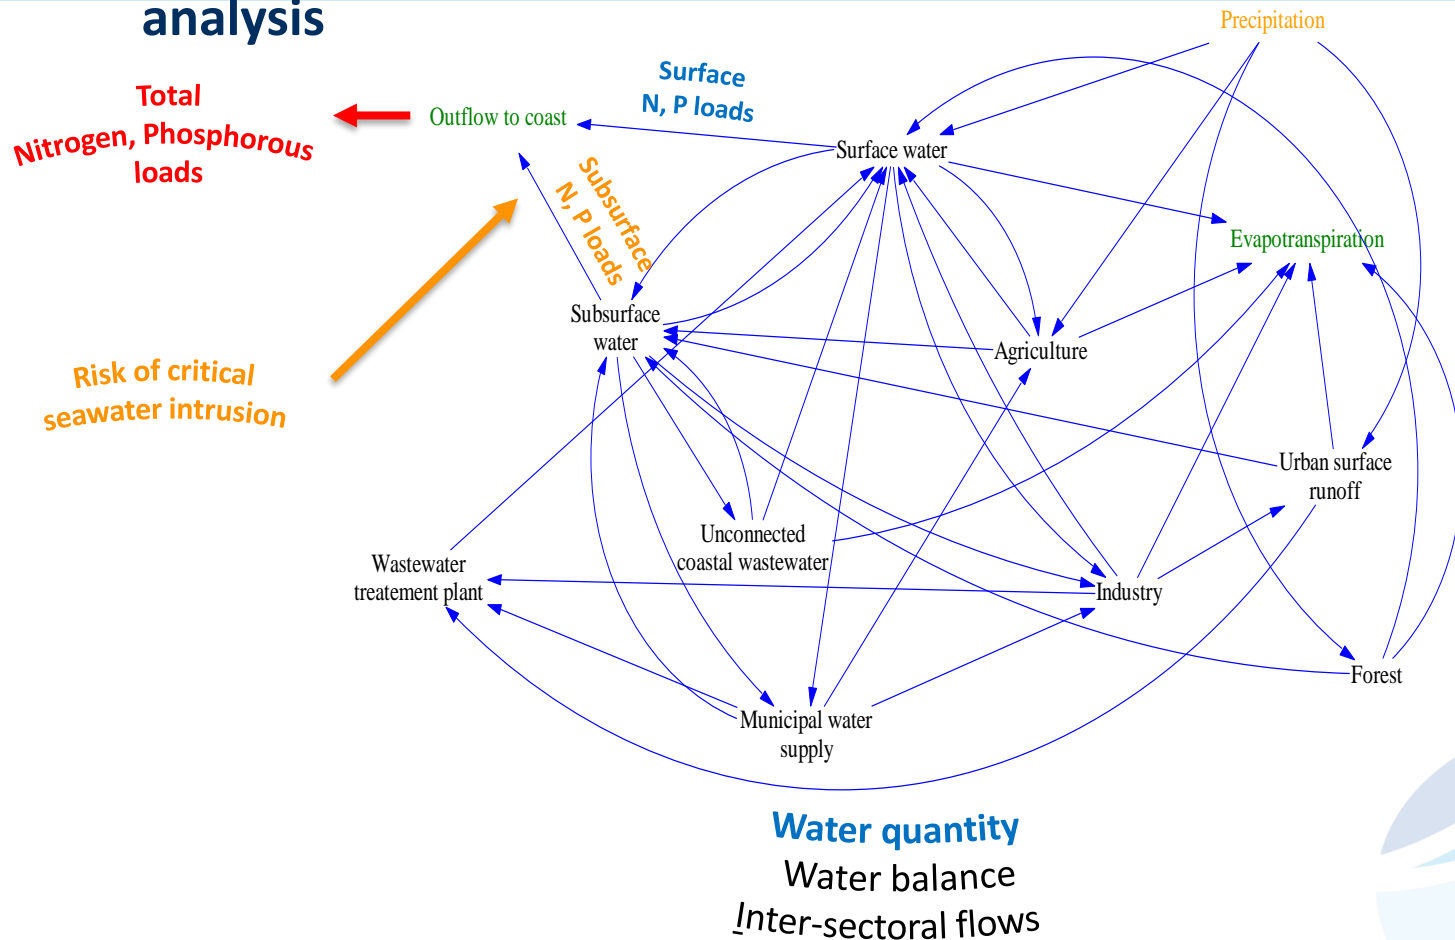 analysis
Precipitation
Surface
N, P loads
Total
Nitrogen, Phosphorous
loads
Outflow to coast
Surface water
Subsurface
N, P loads
Evapotranspiration
Subsurface
water
Agriculture
Risk of critical
seawater intrusion
Urban surface
runoff
Unconnected
coastal wastewater
Wastewater
treatement plant
Industry
Forest
Municipal water
supply
Water quantity
Water balance
Inter-sectoral flows